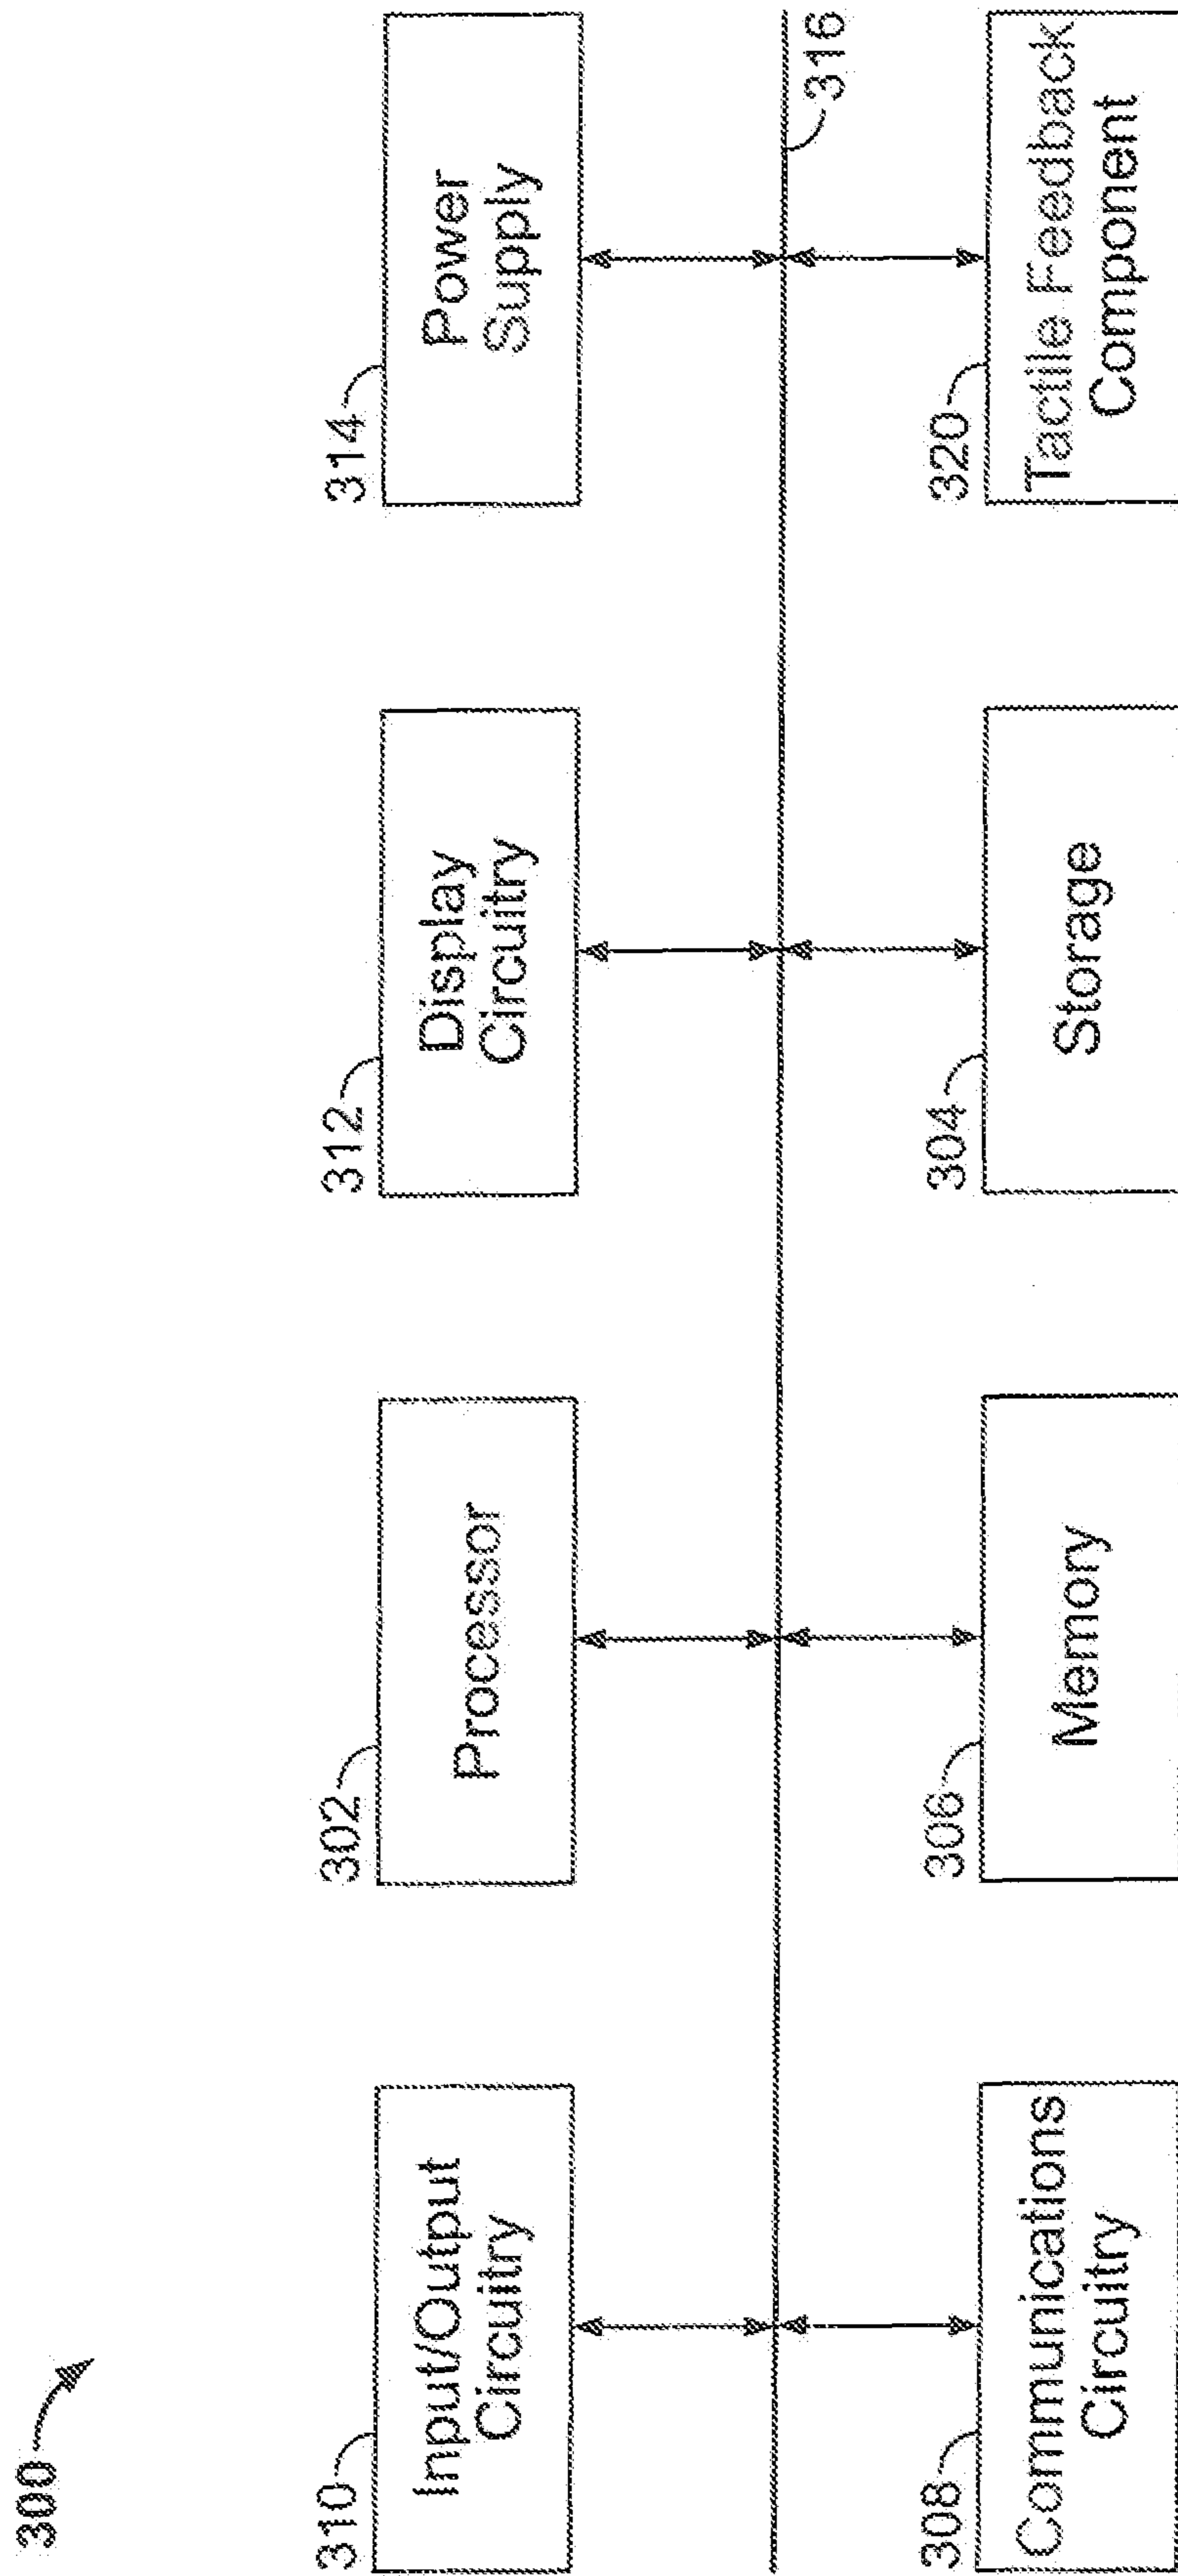 300
310
Input/Output
Circuitry
302
Processor
312
Display
Circuitry
314
Power
Supply
316
308
Communications
Circuitry
306
Memory
304
Storage
320
Tactile Feedback
Component